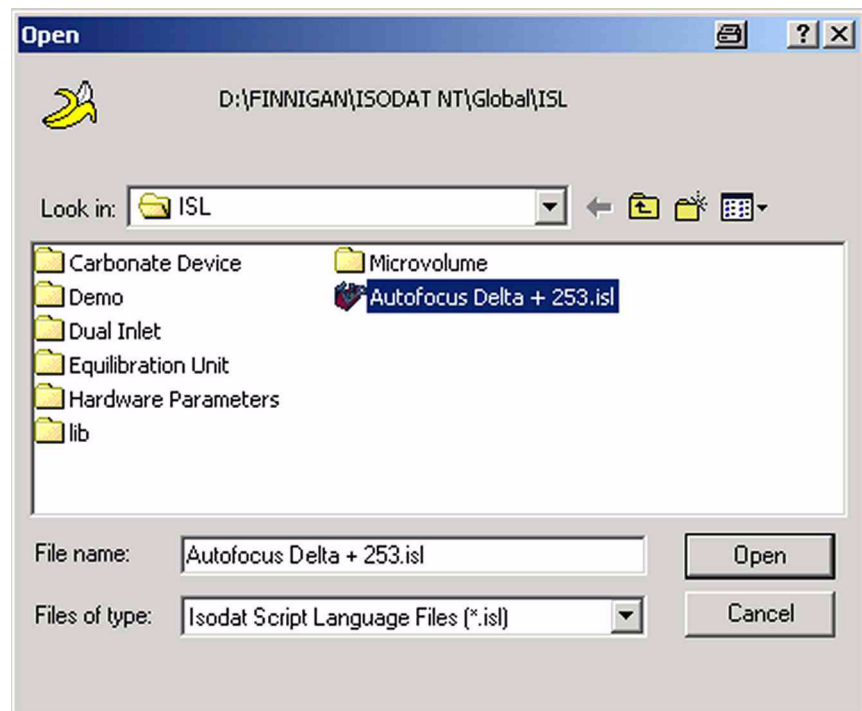 Open
D:\FINNIGAN\ISODAT NT\Global\ISL
Look in: ISL
Carbonate Device
Demo
Dual Inlet
Equilibration Unit
Hardware Parameters
lib
Microvolume
Autofocus Delta + 253.isl
File name: Autofocus Delta + 253.isl
Open
Files of type: Isodat Script Language Files (*.isl)
Cancel